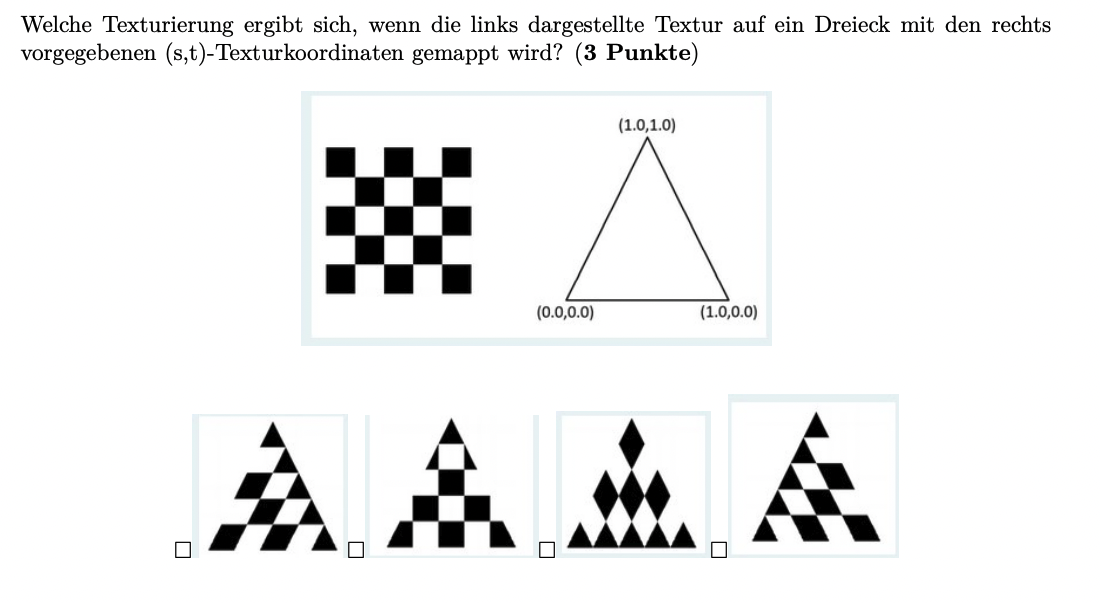 Welche Texturierung ergibt sich, wenn die links dargestellte Textur auf ein Dreieck mit den rechts
vorgegebenen (s,t)-Texturkoordinaten gemappt wird? (3 Punkte)
(1.0,1.0)
(0.0,0.0)
(1.0,0.0)